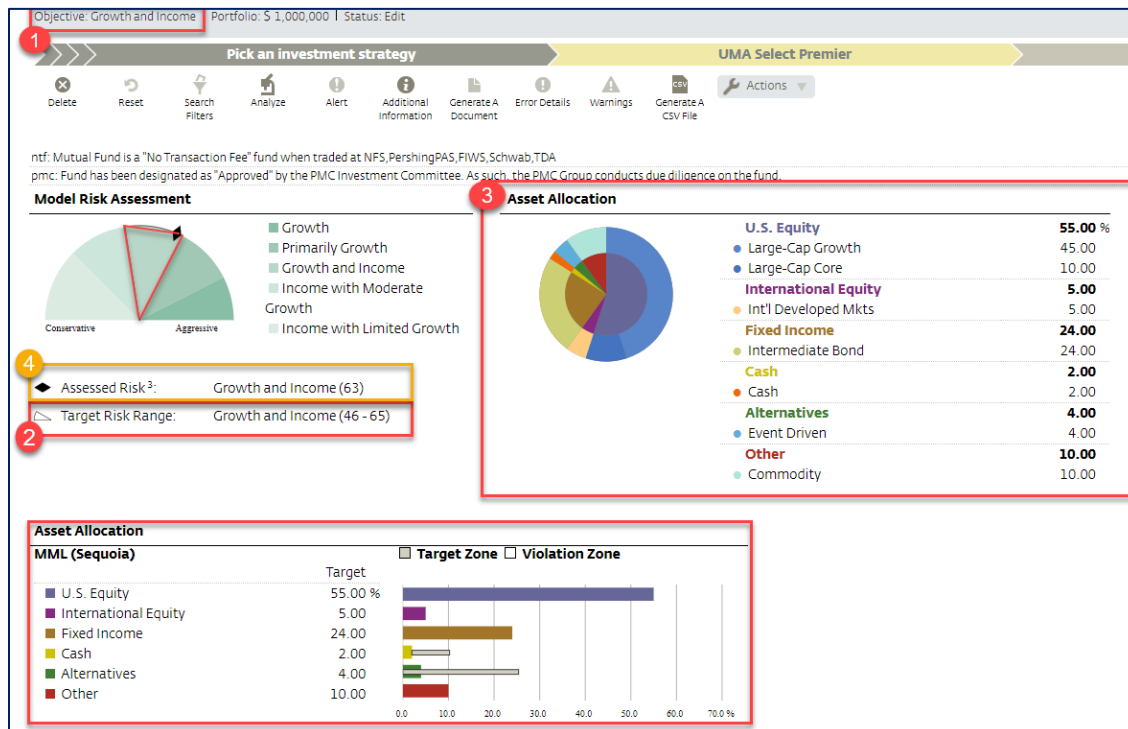 Objective: Growth and Income | Portfolio: $ 1,000,000 | Status: Edit
1
Pick an investment strategy
UMA Select Premier
Delete
Reset
Search Filters
Analyze
Alert
Additional Information
Generate A Document
Error Details
Warnings
CSV
Generate A CSV File
Actions
ntf: Mutual Fund is a "No Transaction Fee" fund when traded at NFS,PershingPAS,FIWS,Schwab,TDA
pmc: Fund has been designated as "Approved" by the PMC Investment Committee. As such, the PMC Group conducts due diligence on the fund.
Model Risk Assessment
Conservative
Aggressive
Growth
Primarily Growth
Growth and Income
Income with Moderate
Growth
Income with Limited Growth
4
Assessed Risk 3: Growth and Income (63)
Target Risk Range: Growth and Income (46 - 65)
2
3
Asset Allocation
U.S. Equity 55.00 %
Large-Cap Growth 45.00
Large-Cap Core 10.00
International Equity 5.00
Int'l Developed Mkts 5.00
Fixed Income 24.00
Intermediate Bond 24.00
Cash 2.00
Cash 2.00
Alternatives 4.00
Event Driven 4.00
Other 10.00
Commodity 10.00
Asset Allocation
MML (Sequoia)
Target Zone Violation Zone
Target
U.S. Equity 55.00 %
International Equity 5.00
Fixed Income 24.00
Cash 2.00
Alternatives 4.00
Other 10.00
0.0 10.0 20.0 30.0 40.0 50.0 60.0 70.0 %